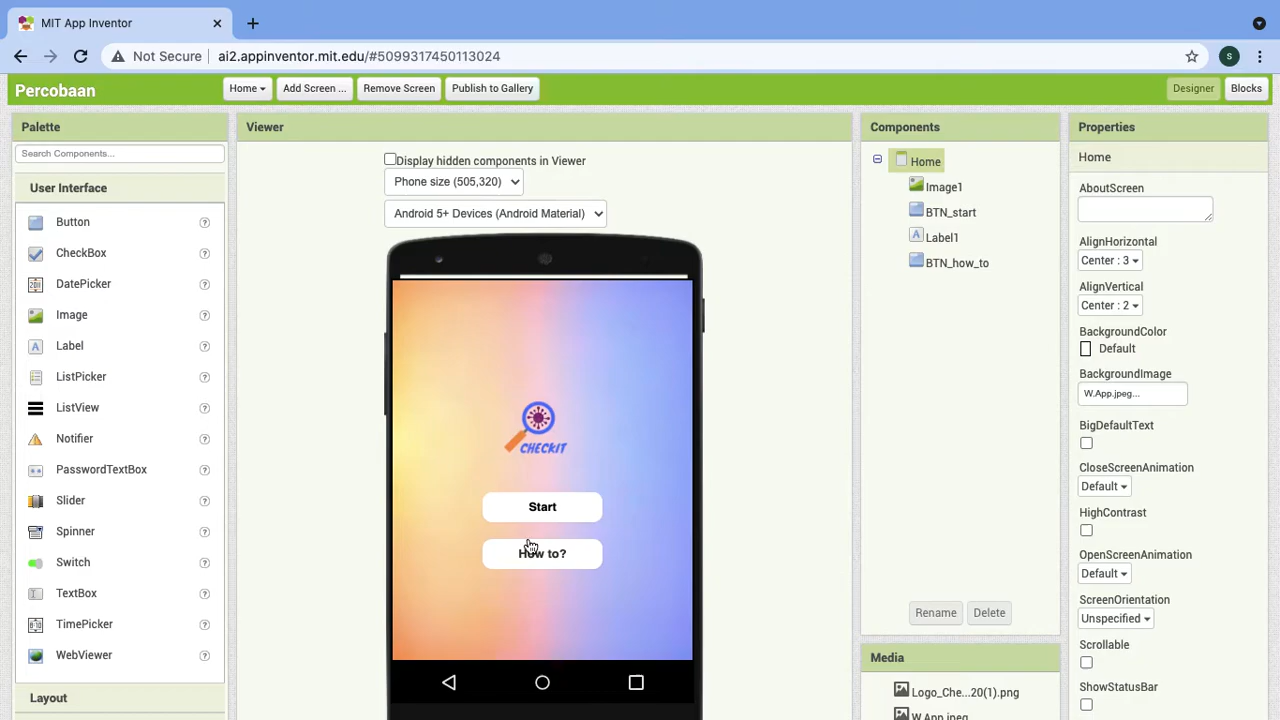 MIT App Inventor
Not Secure
ai2.appinventor.mit.edu/#5099317450113024
S
Percobaan
Home
Add Screen ...
Remove Screen
Publish to Gallery
Designer
Blocks
Palette
Search Components...
User Interface
Button
CheckBox
DatePicker
Image
Label
ListPicker
ListView
Notifier
PasswordTextBox
Slider
Spinner
Switch
TextBox
TimePicker
WebViewer
Layout
Viewer
Display hidden components in Viewer
Phone size (505,320)
Android 5+ Devices (Android Material)
CHECKIT
Start
How to?
Components
Home
Image1
BTN_start
Label1
BTN_how_to
Rename
Delete
Media
Logo_Che...20(1).png
W.App.jpeg
Properties
Home
AboutScreen
AlignHorizontal
Center : 3
AlignVertical
Center : 2
BackgroundColor
Default
BackgroundImage
W.App.jpeg...
BigDefaultText
CloseScreenAnimation
Default
HighContrast
OpenScreenAnimation
Default
ScreenOrientation
Unspecified
Scrollable
ShowStatusBar